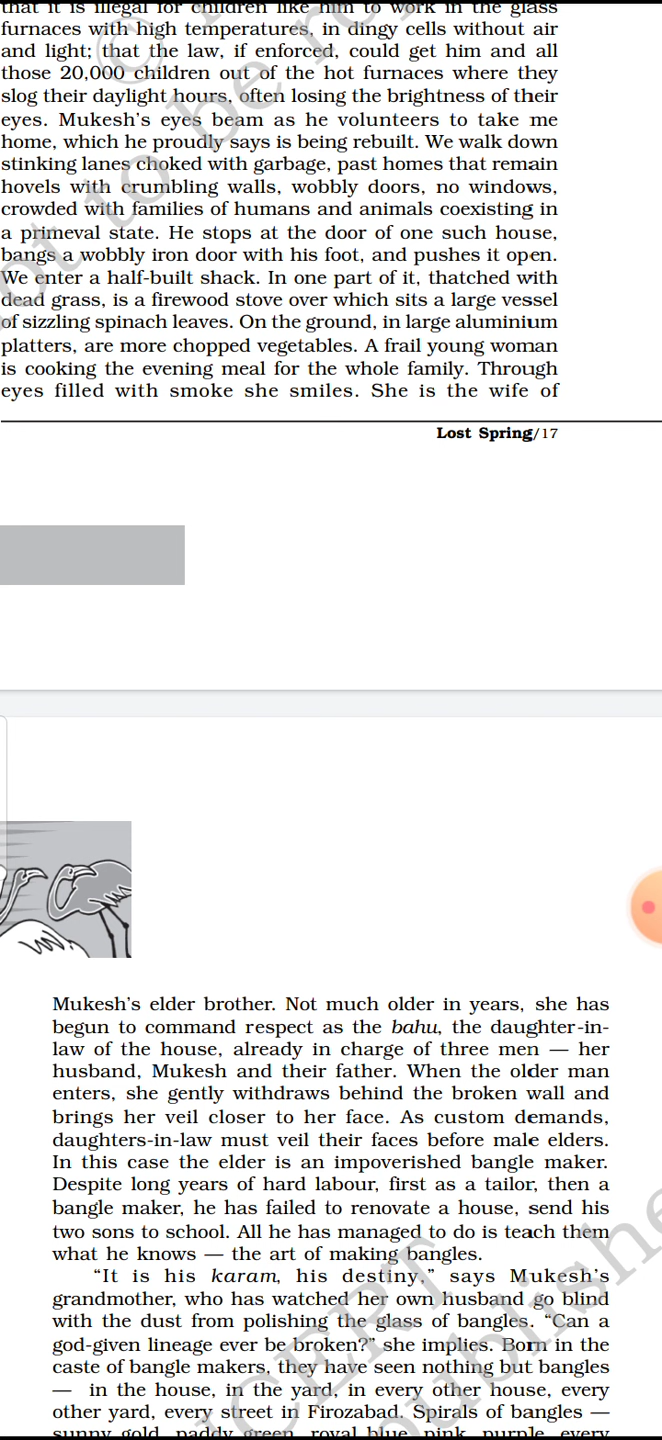 that it is illegal for children like him to work in the glass
furnaces with high temperatures, in dingy cells without air
and light; that the law, if enforced, could get him and all
those 20,000 children out of the hot furnaces where they
slog their daylight hours, often losing the brightness of their
eyes. Mukesh's eyes beam as he volunteers to take me
home, which he proudly says is being rebuilt. We walk down
stinking lanes choked with garbage, past homes that remain
hovels with crumbling walls, wobbly doors, no windows,
crowded with families of humans and animals coexisting in
a primeval state. He stops at the door of one such house,
bangs a wobbly iron door with his foot, and pushes it open.
We enter a half-built shack. In one part of it, thatched with
dead grass, is a firewood stove over which sits a large vessel
of sizzling spinach leaves. On the ground, in large aluminium
platters, are more chopped vegetables. A frail young woman
is cooking the evening meal for the whole family. Through
eyes filled with smoke she smiles. She is the wife of
Lost Spring/17
Mukesh's elder brother. Not much older in years, she has
begun to command respect as the bahu, the daughter-in-
law of the house, already in charge of three men — her
husband, Mukesh and their father. When the older man
enters, she gently withdraws behind the broken wall and
brings her veil closer to her face. As custom demands,
daughters-in-law must veil their faces before male elders.
In this case the elder is an impoverished bangle maker.
Despite long years of hard labour, first as a tailor, then a
bangle maker, he has failed to renovate a house, send his
two sons to school. All he has managed to do is teach them
what he knows — the art of making bangles.
"It is his karam, his destiny," says Mukesh's
grandmother, who has watched her own husband go blind
with the dust from polishing the glass of bangles. "Can a
god-given lineage ever be broken?" she implies. Born in the
caste of bangle makers, they have seen nothing but bangles
— in the house, in the yard, in every other house, every
other yard, every street in Firozabad. Spirals of bangles —
sunny gold, paddy green, royal blue, pink, purple, every
© 
not to be re
CERT
publishe